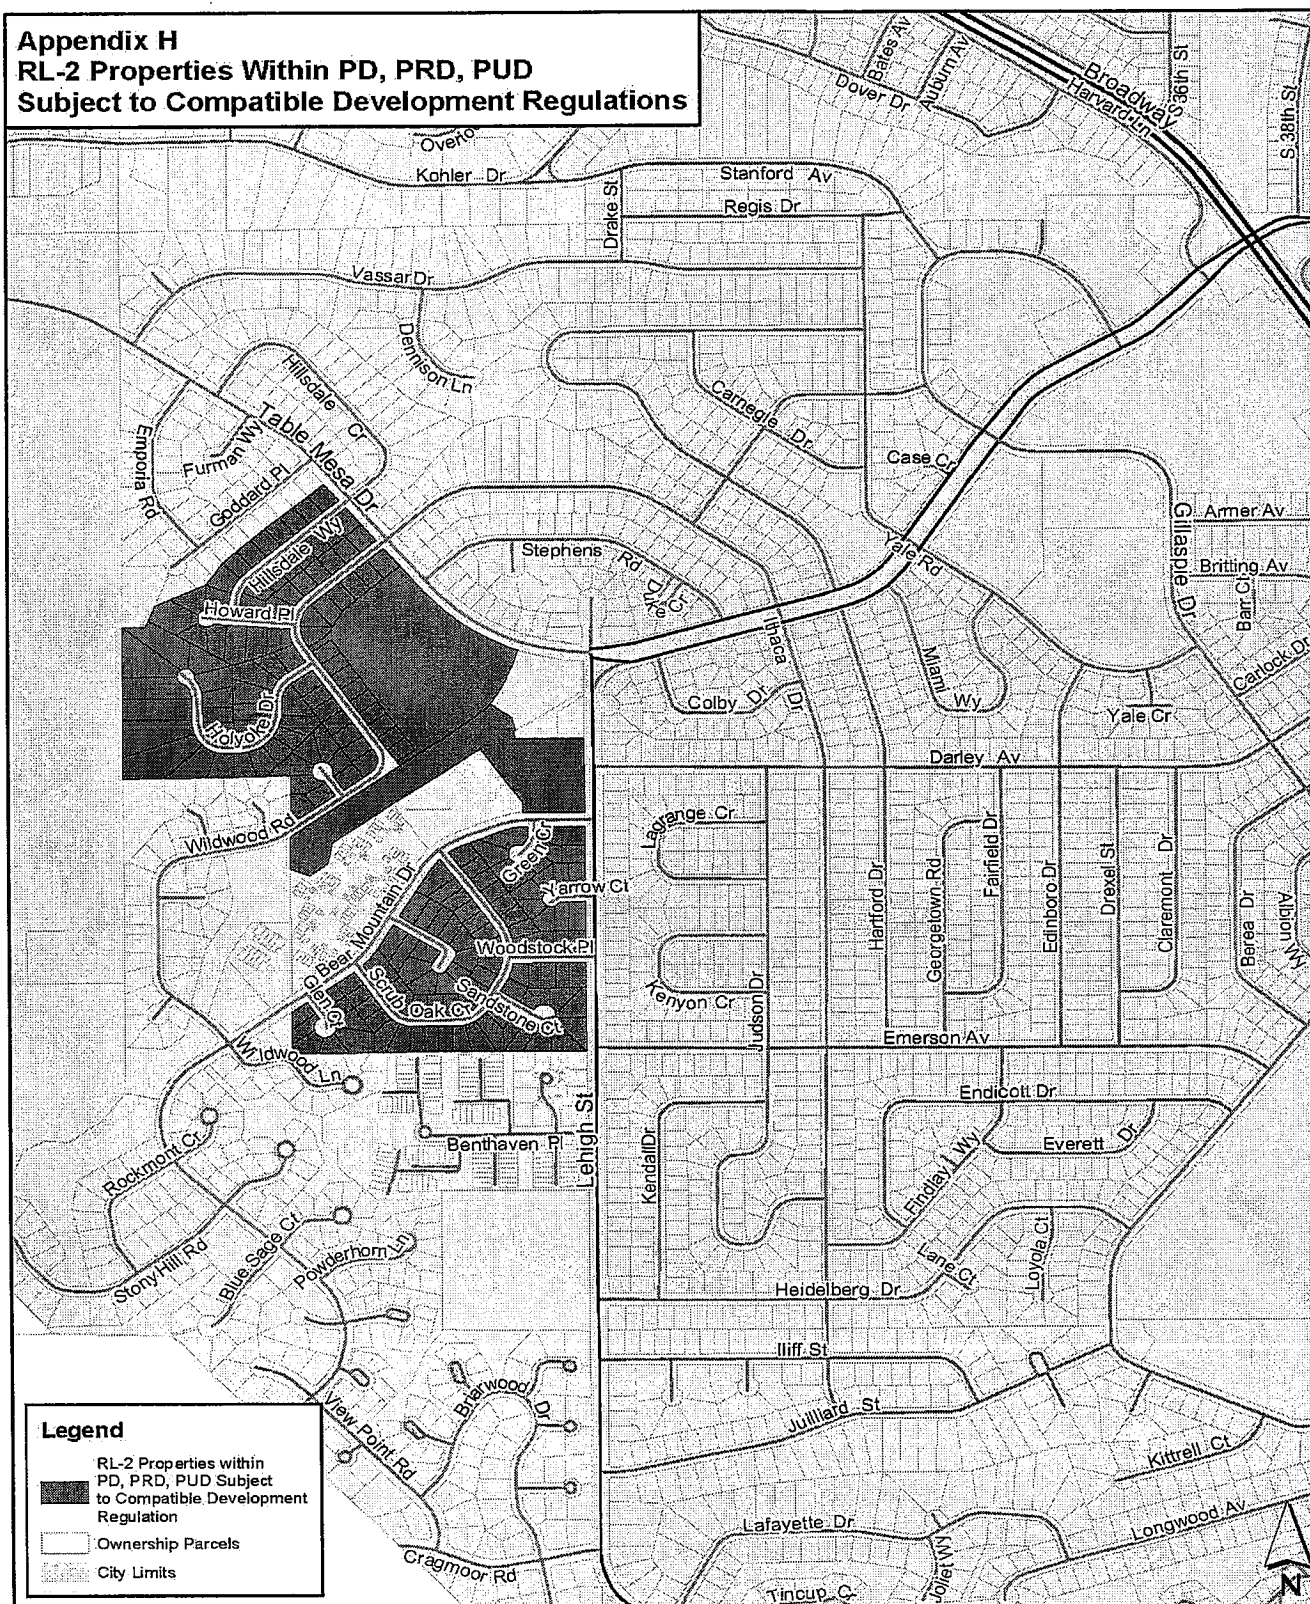 Appendix H
RL-2 Properties Within PD, PRD, PUD
Subject to Compatible Development Regulations
Bales Av
Auburn Av
Dover Dr
Broadway
Harvard Ln
S 36th St
S 38th St
Kohler Dr
Drake St
Stanford Av
Regis Dr
Vassar Dr
Dennison Ln
Hillsdale Cr
Table Mesa Dr
Carnegie Dr
Emporia Rd
Furman Wy
Goddard Pl
Case Cr
Gillaspie Dr
Armer Av
Hillsdale Wy
Stephens Rd
Duke Cr
Yale Rd
Britting Av
Barr Ct
Howard Pl
Ithaca Dr
Miami Wy
Carlock Dr
Holyoke Dr
Colby Dr
Yale Cr
Darley Av
Wildwood Rd
Lagrange Cr
Green Cr
Georgetown Rd
Fairfield Dr
Hartford Dr
Edinboro Dr
Drexel St
Claremont Dr
Berea Dr
Albion Wy
Yarrow Ct
Bear Mountain Dr
Woodstock Pl
Scrub Oak Cr
Sandstone Ct
Glen Ct
Kenyon Cr
Judson Dr
Emerson Av
Wildwood Ln
Endicott Dr
Lehigh St
Benthaven Pl
Kendall Dr
Everett Dr
Findlay Wy
Rockmont Cr
Blue Sage Ct
Powderhorn Ln
Stony Hill Rd
Lane Ct
Loyola Ct
Heidelberg Dr
Iliff St
Briarwood Dr
View Point Rd
Juilliard St
Kittrell Ct
Lafayette Dr
Longwood Av
Joliet Wy
Cragmoor Rd
Tincup C
Legend
RL-2 Properties within
PD, PRD, PUD Subject
to Compatible Development
Regulation
Ownership Parcels
City Limits
N